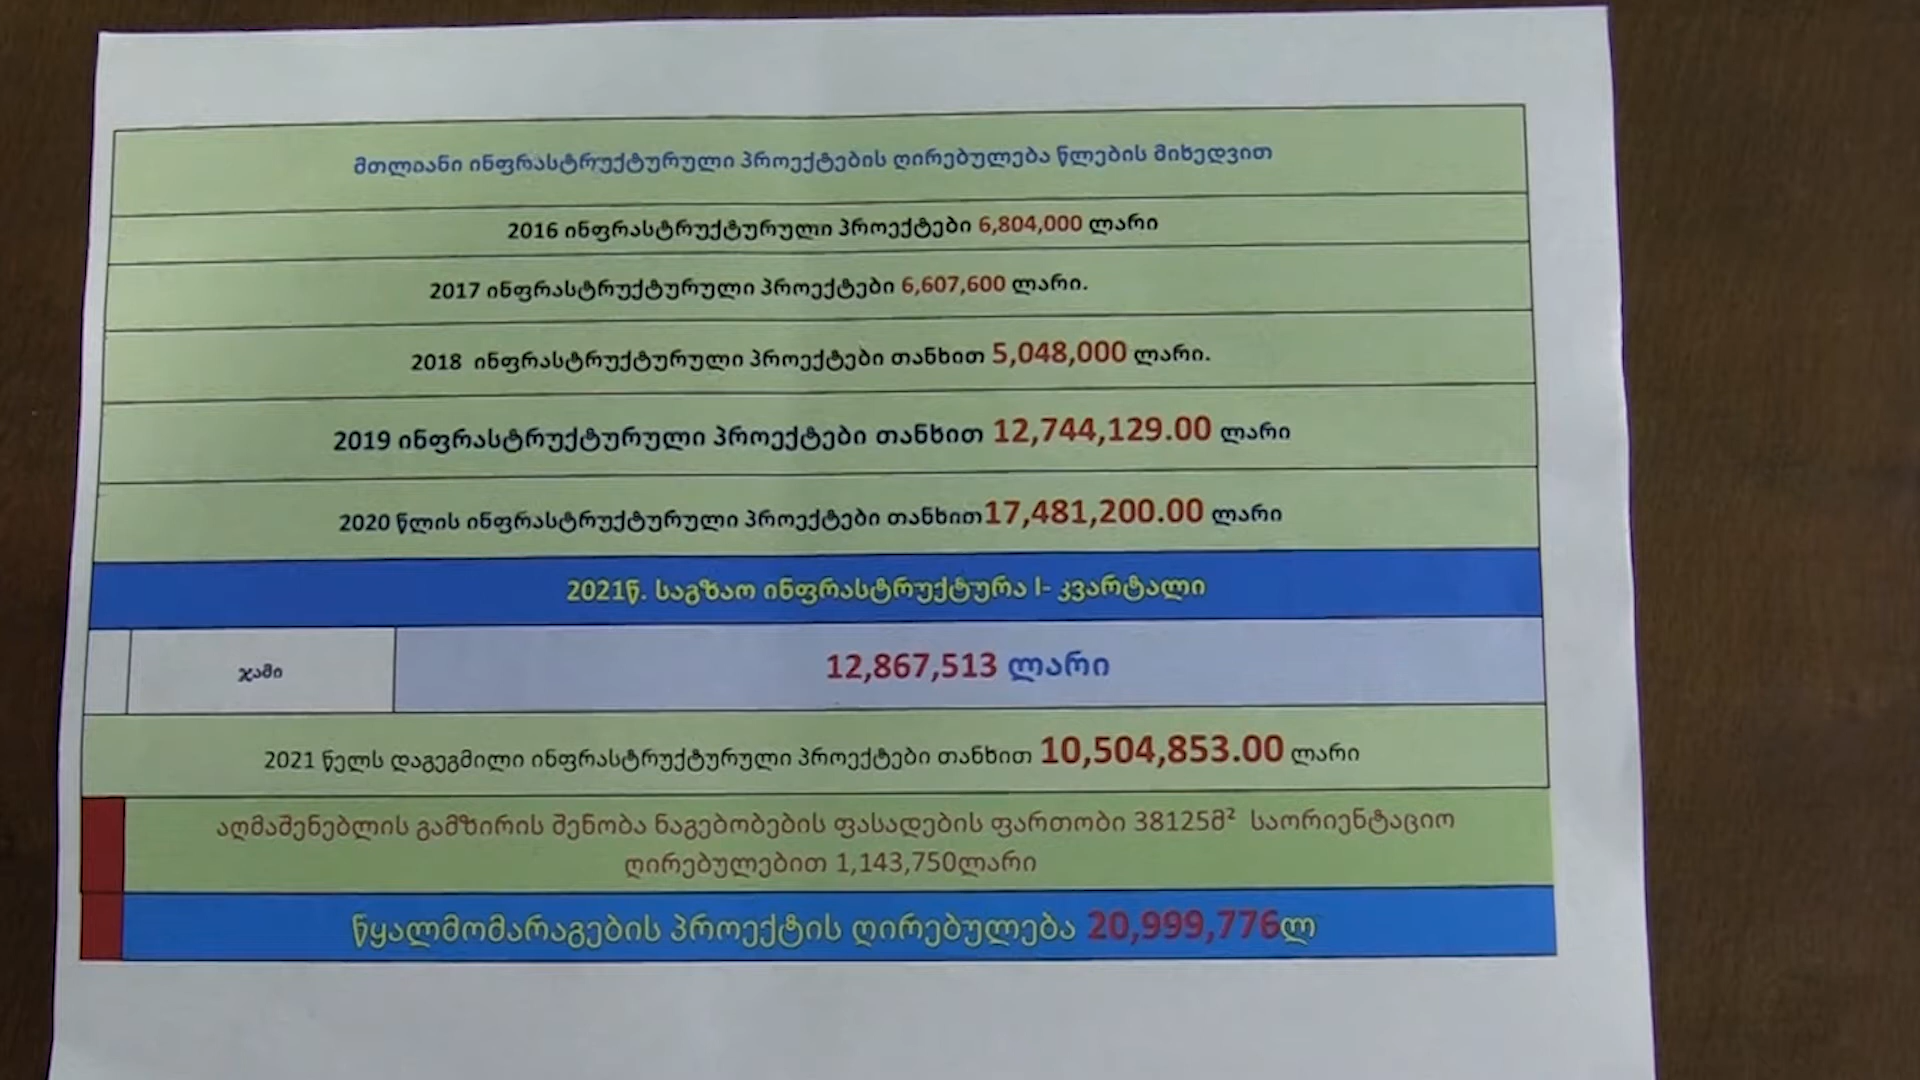 მთლიანი ინფრასტრუქტურული პროექტების ღირებულება წლების მიხედვით
2016 ინფრასტრუქტურული პროექტები 6,804,000 ლარი
2017 ინფრასტრუქტურული პროექტები 6,607,600 ლარი.
2018 ინფრასტრუქტურული პროექტები თანხით 5,048,000 ლარი.
2019 ინფრასტრუქტურული პროექტები თანხით 12,744,129.00 ლარი
2020 წლის ინფრასტრუქტურული პროექტები თანხით17,481,200.00 ლარი
2021წ. საგზაო ინფრასტრუქტურა I- კვარტალი
ჯამი 12,867,513 ლარი
2021 წელს დაგეგმილი ინფრასტრუქტურული პროექტები თანხით 10,504,853.00 ლარი
აღმაშენებლის გამზირის შენობა ნაგებობების ფასადების ფართობი 38125მ² საორიენტაციო
ღირებულებით 1,143,750ლარი
წყალმომარაგების პროექტის ღირებულება 20,999,776ლ